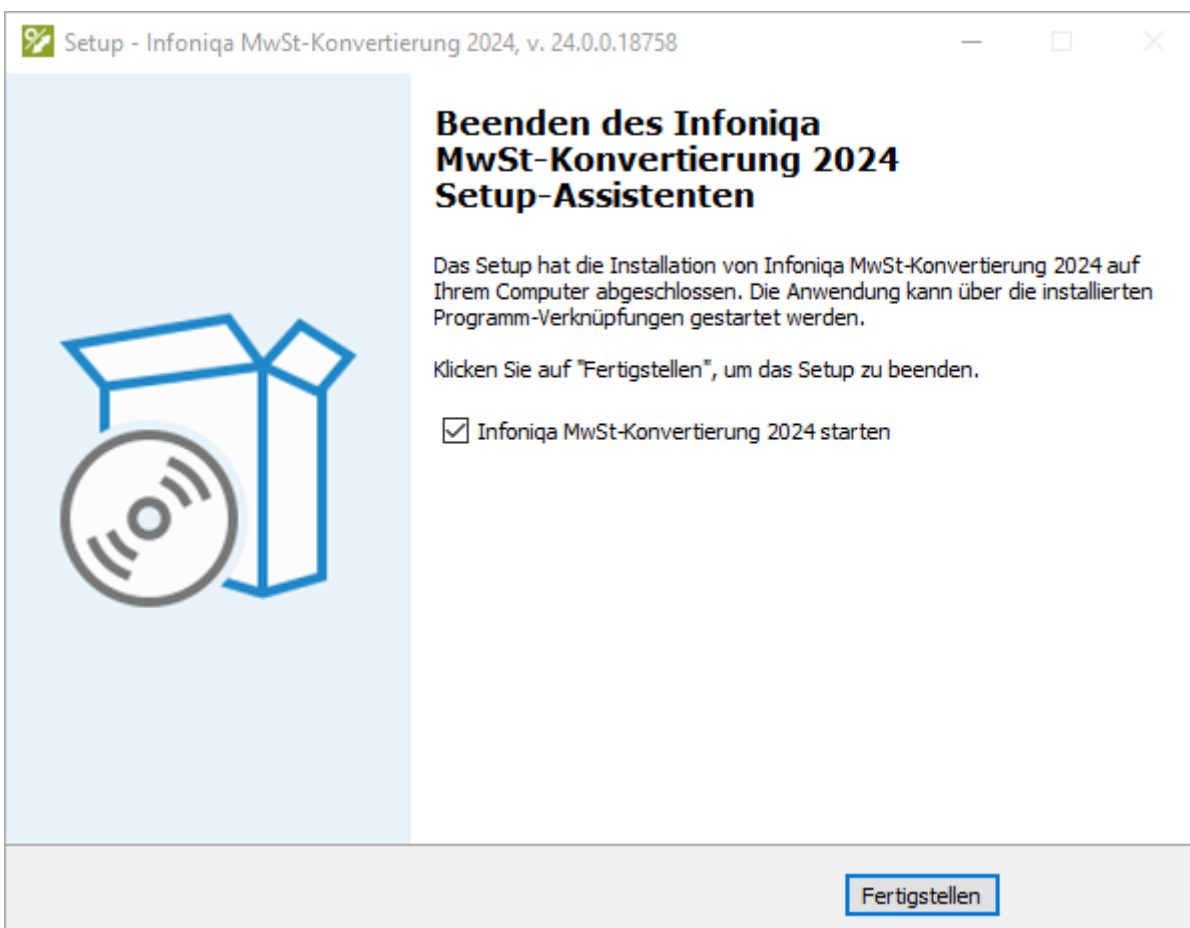 Setup - Infoniqa MwSt-Konvertierung 2024, v. 24.0.0.18758
Beenden des Infoniqa
MwSt-Konvertierung 2024
Setup-Assistenten
Das Setup hat die Installation von Infoniqa MwSt-Konvertierung 2024 auf
Ihrem Computer abgeschlossen. Die Anwendung kann über die installierten
Programm-Verknüpfungen gestartet werden.
Klicken Sie auf "Fertigstellen", um das Setup zu beenden.
Infoniqa MwSt-Konvertierung 2024 starten
Fertigstellen